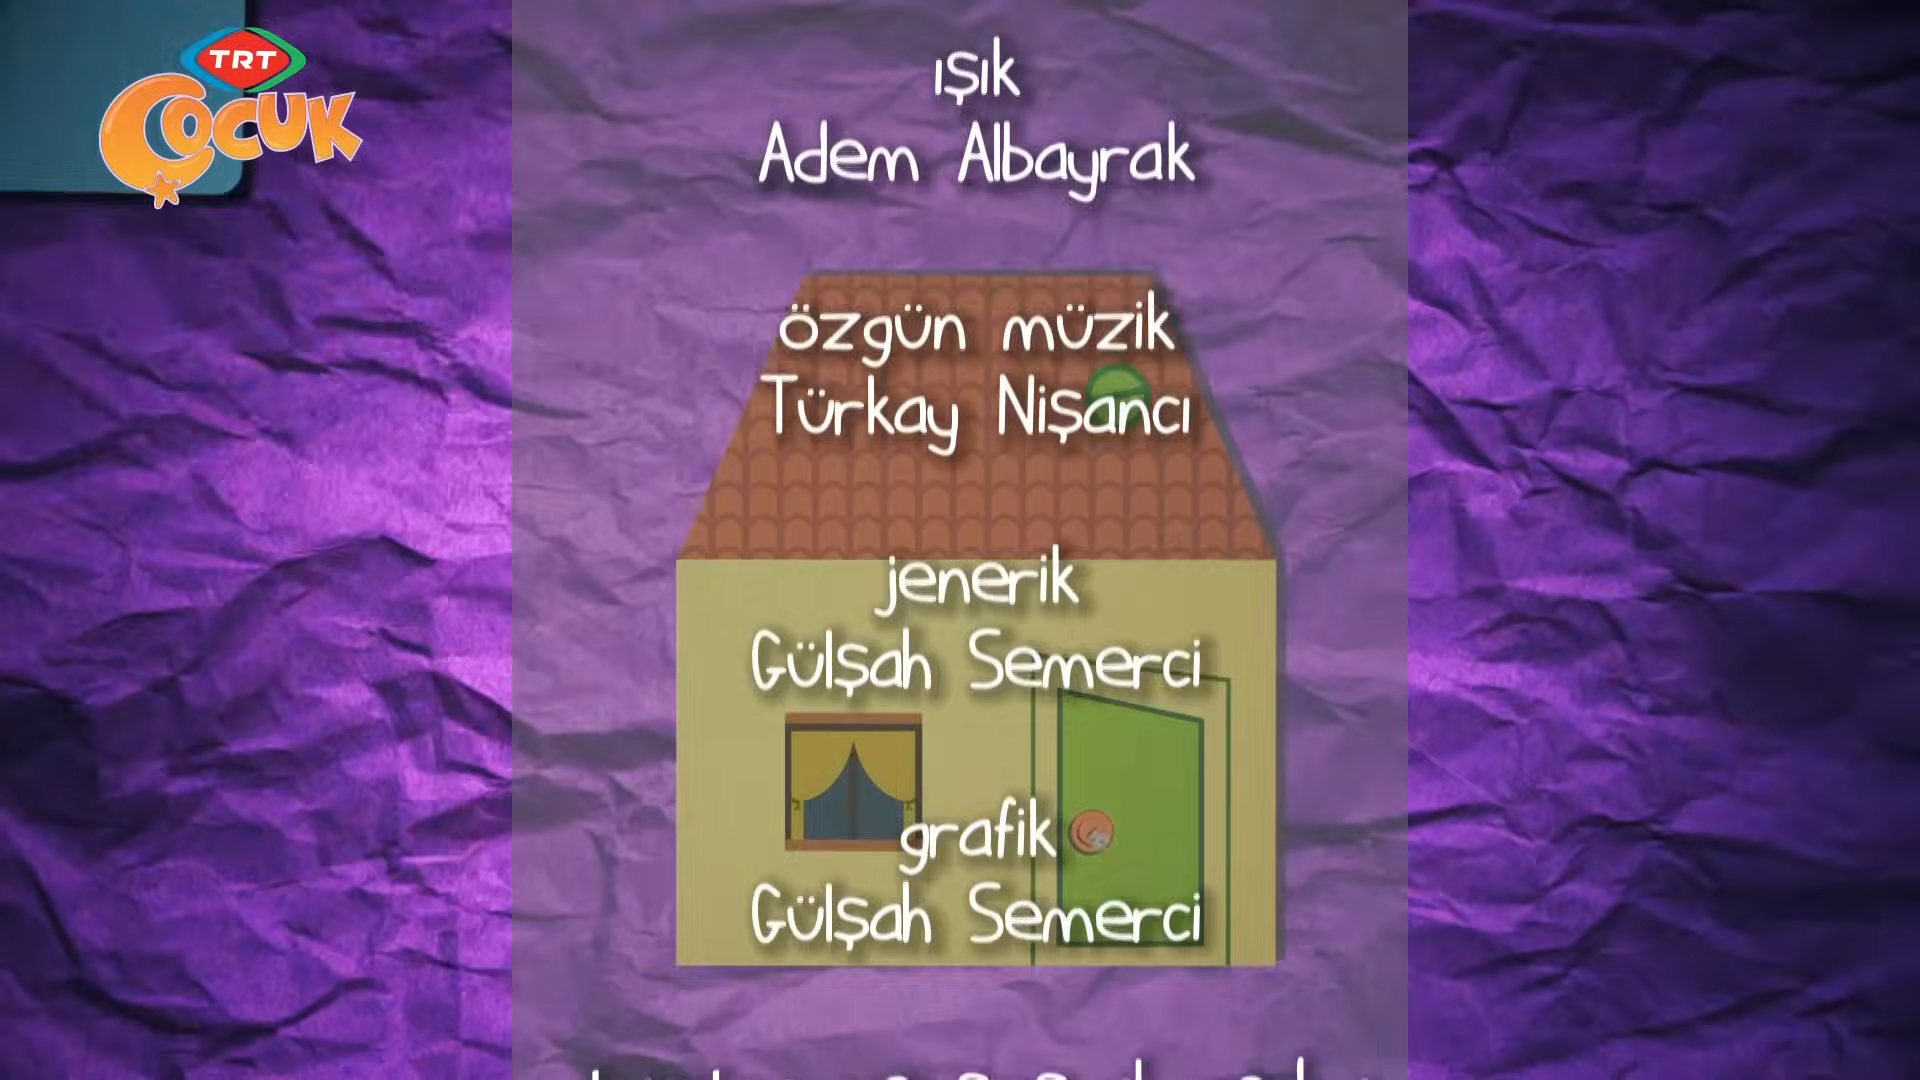 TRT
ÇOCUK
ışık
Adem Albayrak
özgün müzik
Türkay Nişancı
jenerik
Gülşah Semerci
grafik
Gülşah Semerci